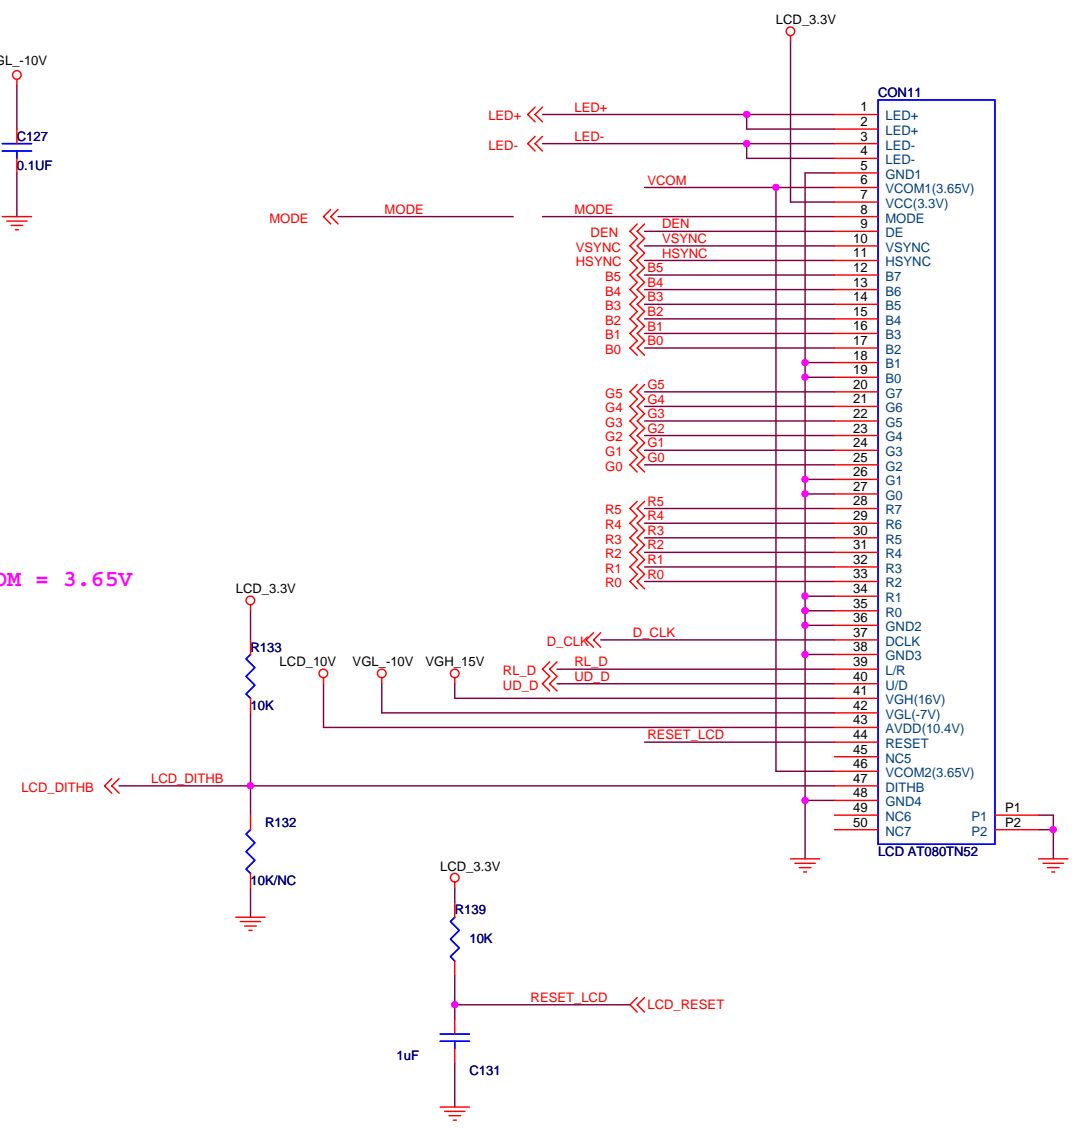 LCD_3.3V
GL_-10V
C127
0.1UF
CON11
LED+ LED+ 1 LED+
2 LED+
LED- LED- 3 LED-
4 LED-
5 GND1
VCOM 6 VCOM1(3.65V)
7 VCC(3.3V)
MODE MODE MODE 8 MODE
DEN DEN 9 DE
VSYNC VSYNC 10 VSYNC
HSYNC HSYNC 11 HSYNC
B5 B5 12 B7
B4 B4 13 B6
B3 B3 14 B5
B2 B2 15 B4
B1 B1 16 B3
B0 B0 17 B2
18 B1
19 B0
G5 G5 20 G7
G4 G4 21 G6
G3 G3 22 G5
G2 G2 23 G4
G1 G1 24 G3
G0 G0 25 G2
26 G1
27 G0
R5 R5 28 R7
R4 R4 29 R6
R3 R3 30 R5
R2 R2 31 R4
R1 R1 32 R3
R0 R0 33 R2
34 R1
35 R0
36 GND2
D_CLK D_CLK 37 DCLK
38 GND3
RL_D RL_D 39 L/R
UD_D UD_D 40 U/D
41 VGH(16V)
42 VGL(-7V)
43 AVDD(10.4V)
RESET_LCD 44 RESET
45 NC5
46 VCOM2(3.65V)
47 DITHB
48 GND4
49 NC6 P1 P1
50 NC7 P2 P2
LCD AT080TN52
OM = 3.65V
LCD_3.3V
R133
10K
LCD_10V VGL_-10V VGH_15V
LCD_DITHB LCD_DITHB
R132
10K/NC
LCD_3.3V
R139
10K
RESET_LCD LCD_RESET
1uF
C131